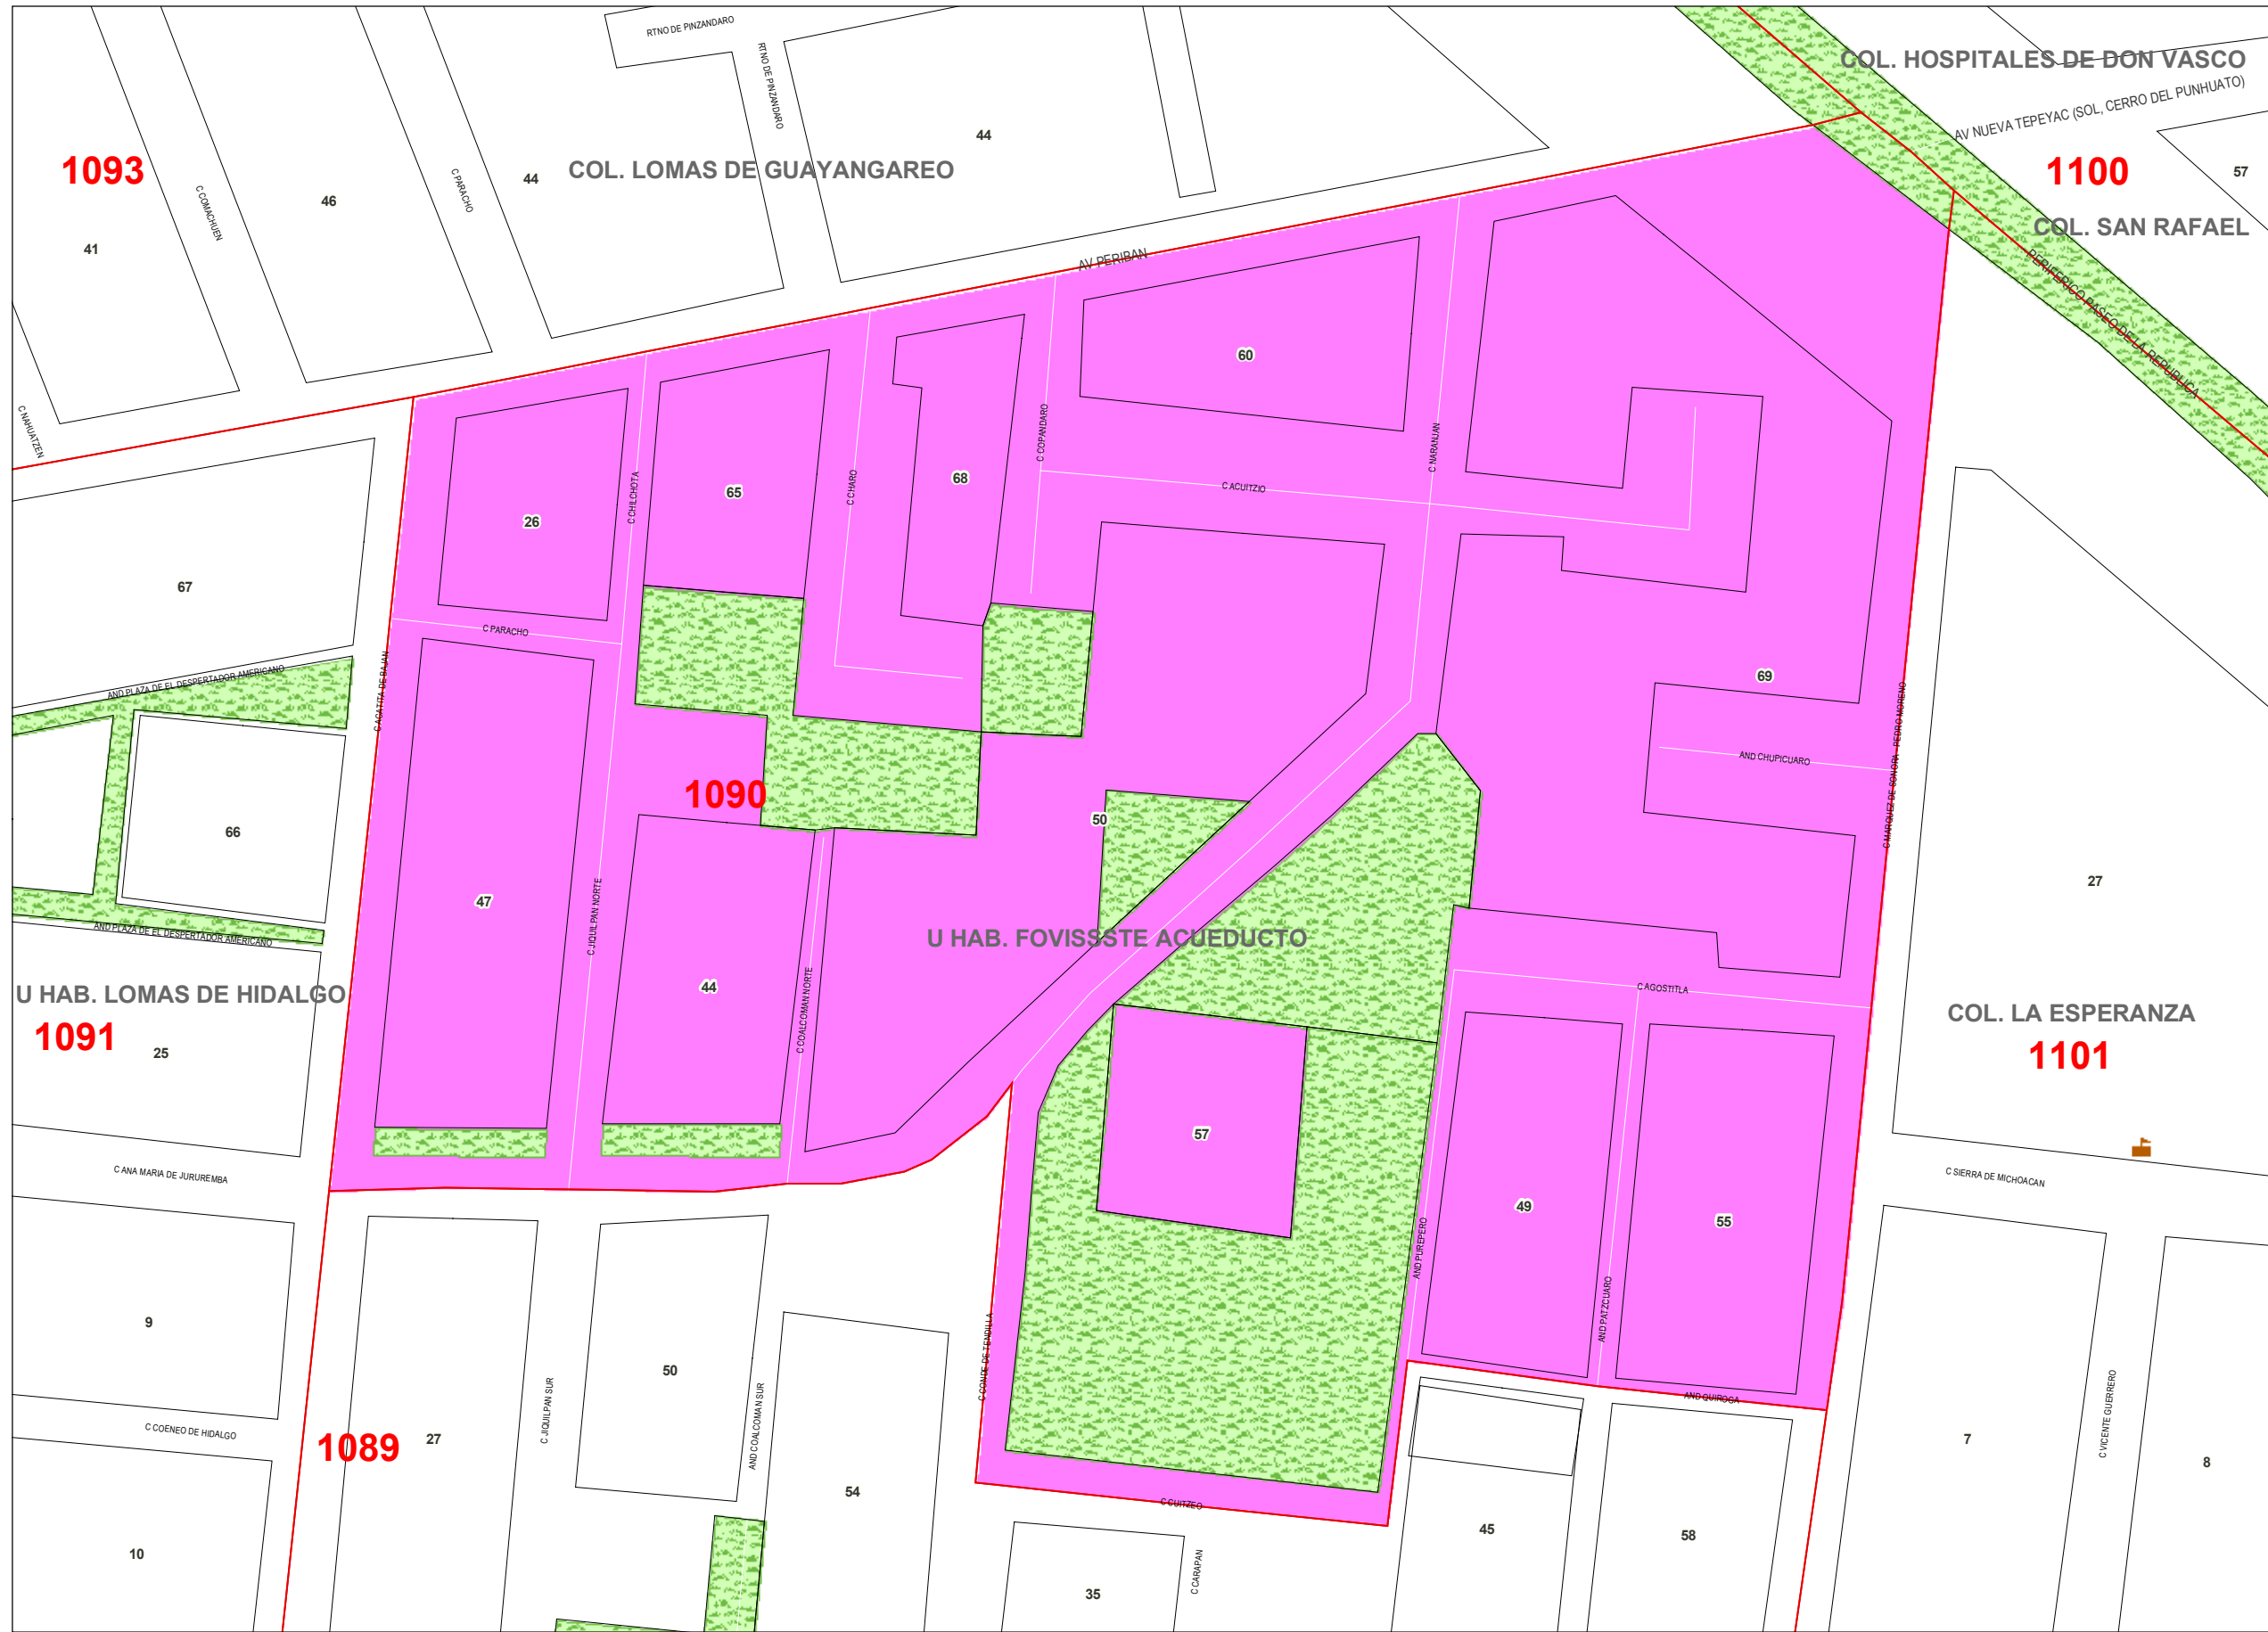 RTNO DE PINZANDARO
RTNO DE PINZANDARO
COL. HOSPITALES DE DON VASCO
AV NUEVA TEPEYAC (SOL, CERRO DEL PUNHUATO)
1093
COL. LOMAS DE GUAYANGAREO
44
44
1100
57
46
C COMACHUEN
C PARACHO
41
COL. SAN RAFAEL
AV PERIBAN
PERIFERICO PASEO DE LA REPUBLICA
C NAHUATZEN
60
65
68
26
C CHILCHOTA
C CHARO
C COPANDARO
C NARANJAN
C ACUITZIO
67
C PARACHO
AND PLAZA DE EL DESPERTADOR AMERICANO
C ACATITA DE BAJAN
69
C MARQUEZ DE SONORA - PEDRO MORENO
AND CHUPICUARO
1090
50
66
27
47
C JIQUILPAN NORTE
AND PLAZA DE EL DESPERTADOR AMERICANO
U HAB. FOVISSSTE ACUEDUCTO
44
C COALCOMAN NORTE
C AGOSTITLA
U HAB. LOMAS DE HIDALGO
1091
25
COL. LA ESPERANZA
1101
57
C ANA MARIA DE JURUREMBA
C SIERRA DE MICHOACAN
49
55
AND PUREPERO
AND PATZCUARO
9
50
C CONDE DE TENDILLA
AND QUIROGA
C COENEO DE HIDALGO
1089
27
C JIQUILPAN SUR
AND COALCOMAN SUR
7
C VICENTE GUERRERO
8
54
C CUITZEO
45
58
10
35
C CARAPAN